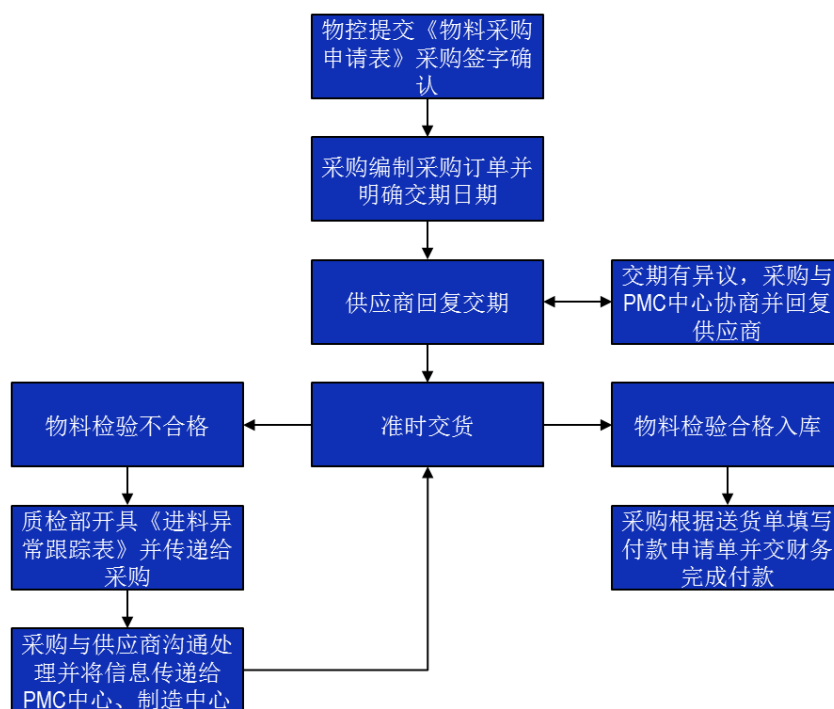 物控提交《物料采购
申请表》采购签字确
认
采购编制采购订单并
明确交期日期
供应商回复交期
交期有异议，采购与
PMC中心协商并回复
供应商
物料检验不合格
准时交货
物料检验合格入库
质检部开具《进料异
常跟踪表》并传递给
采购
采购根据送货单填写
付款申请单并交财务
完成付款
采购与供应商沟通处
理并将信息传递给
PMC中心、制造中心